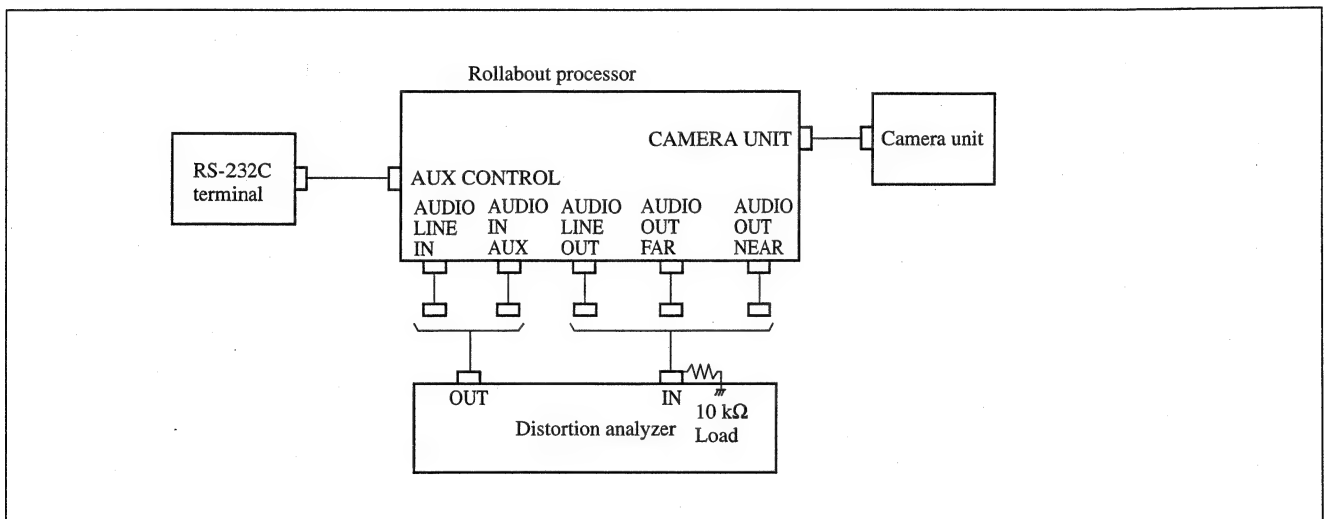 Rollabout processor
CAMERA UNIT
Camera unit
RS-232C
terminal
AUX CONTROL
AUDIO
LINE
IN
AUDIO
IN
AUX
AUDIO
LINE
OUT
AUDIO
OUT
FAR
AUDIO
OUT
NEAR
OUT
IN
10 kΩ
Load
Distortion analyzer